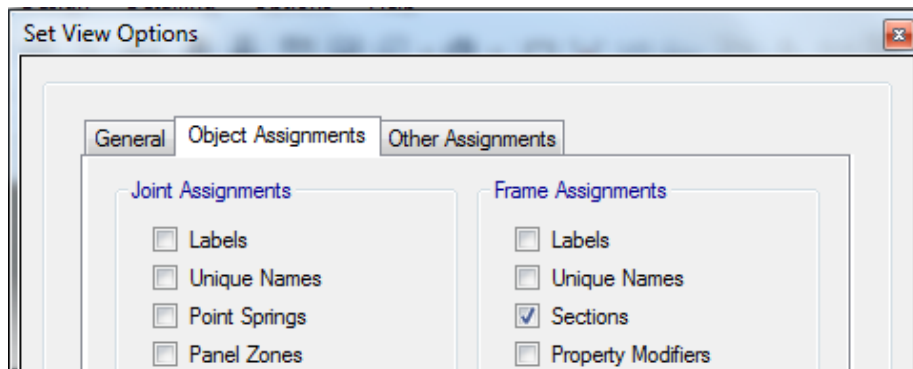 Set View Options
General Object Assignments Other Assignments
Joint Assignments
Labels
Unique Names
Point Springs
Panel Zones
Frame Assignments
Labels
Unique Names
Sections
Property Modifiers